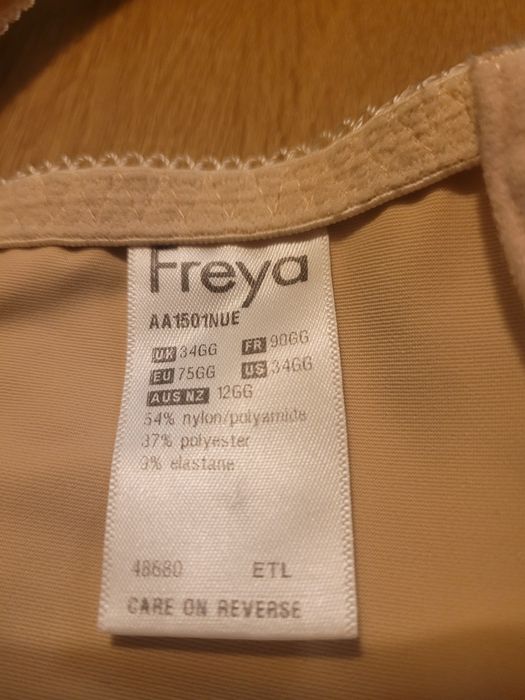 Freya
AA1501NUE
UK 34GG FR 90GG
EU 75GG US 34GG
AUS NZ 12GG
54% nylon/polyamide
37% polyester
9% elastane
48680 ETL
CARE ON REVERSE